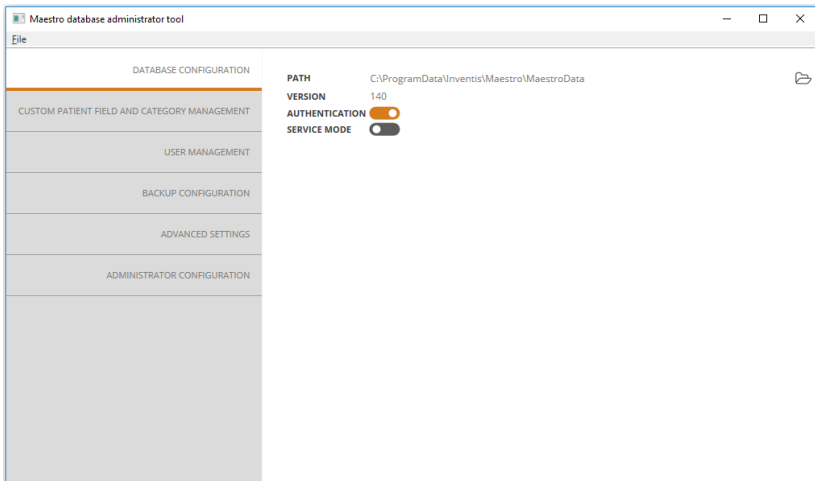 Maestro database administrator tool
File
DATABASE CONFIGURATION
CUSTOM PATIENT FIELD AND CATEGORY MANAGEMENT
USER MANAGEMENT
BACKUP CONFIGURATION
ADVANCED SETTINGS
ADMINISTRATOR CONFIGURATION
PATH C:\ProgramData\Inventis\Maestro\MaestroData
VERSION 140
AUTHENTICATION
SERVICE MODE